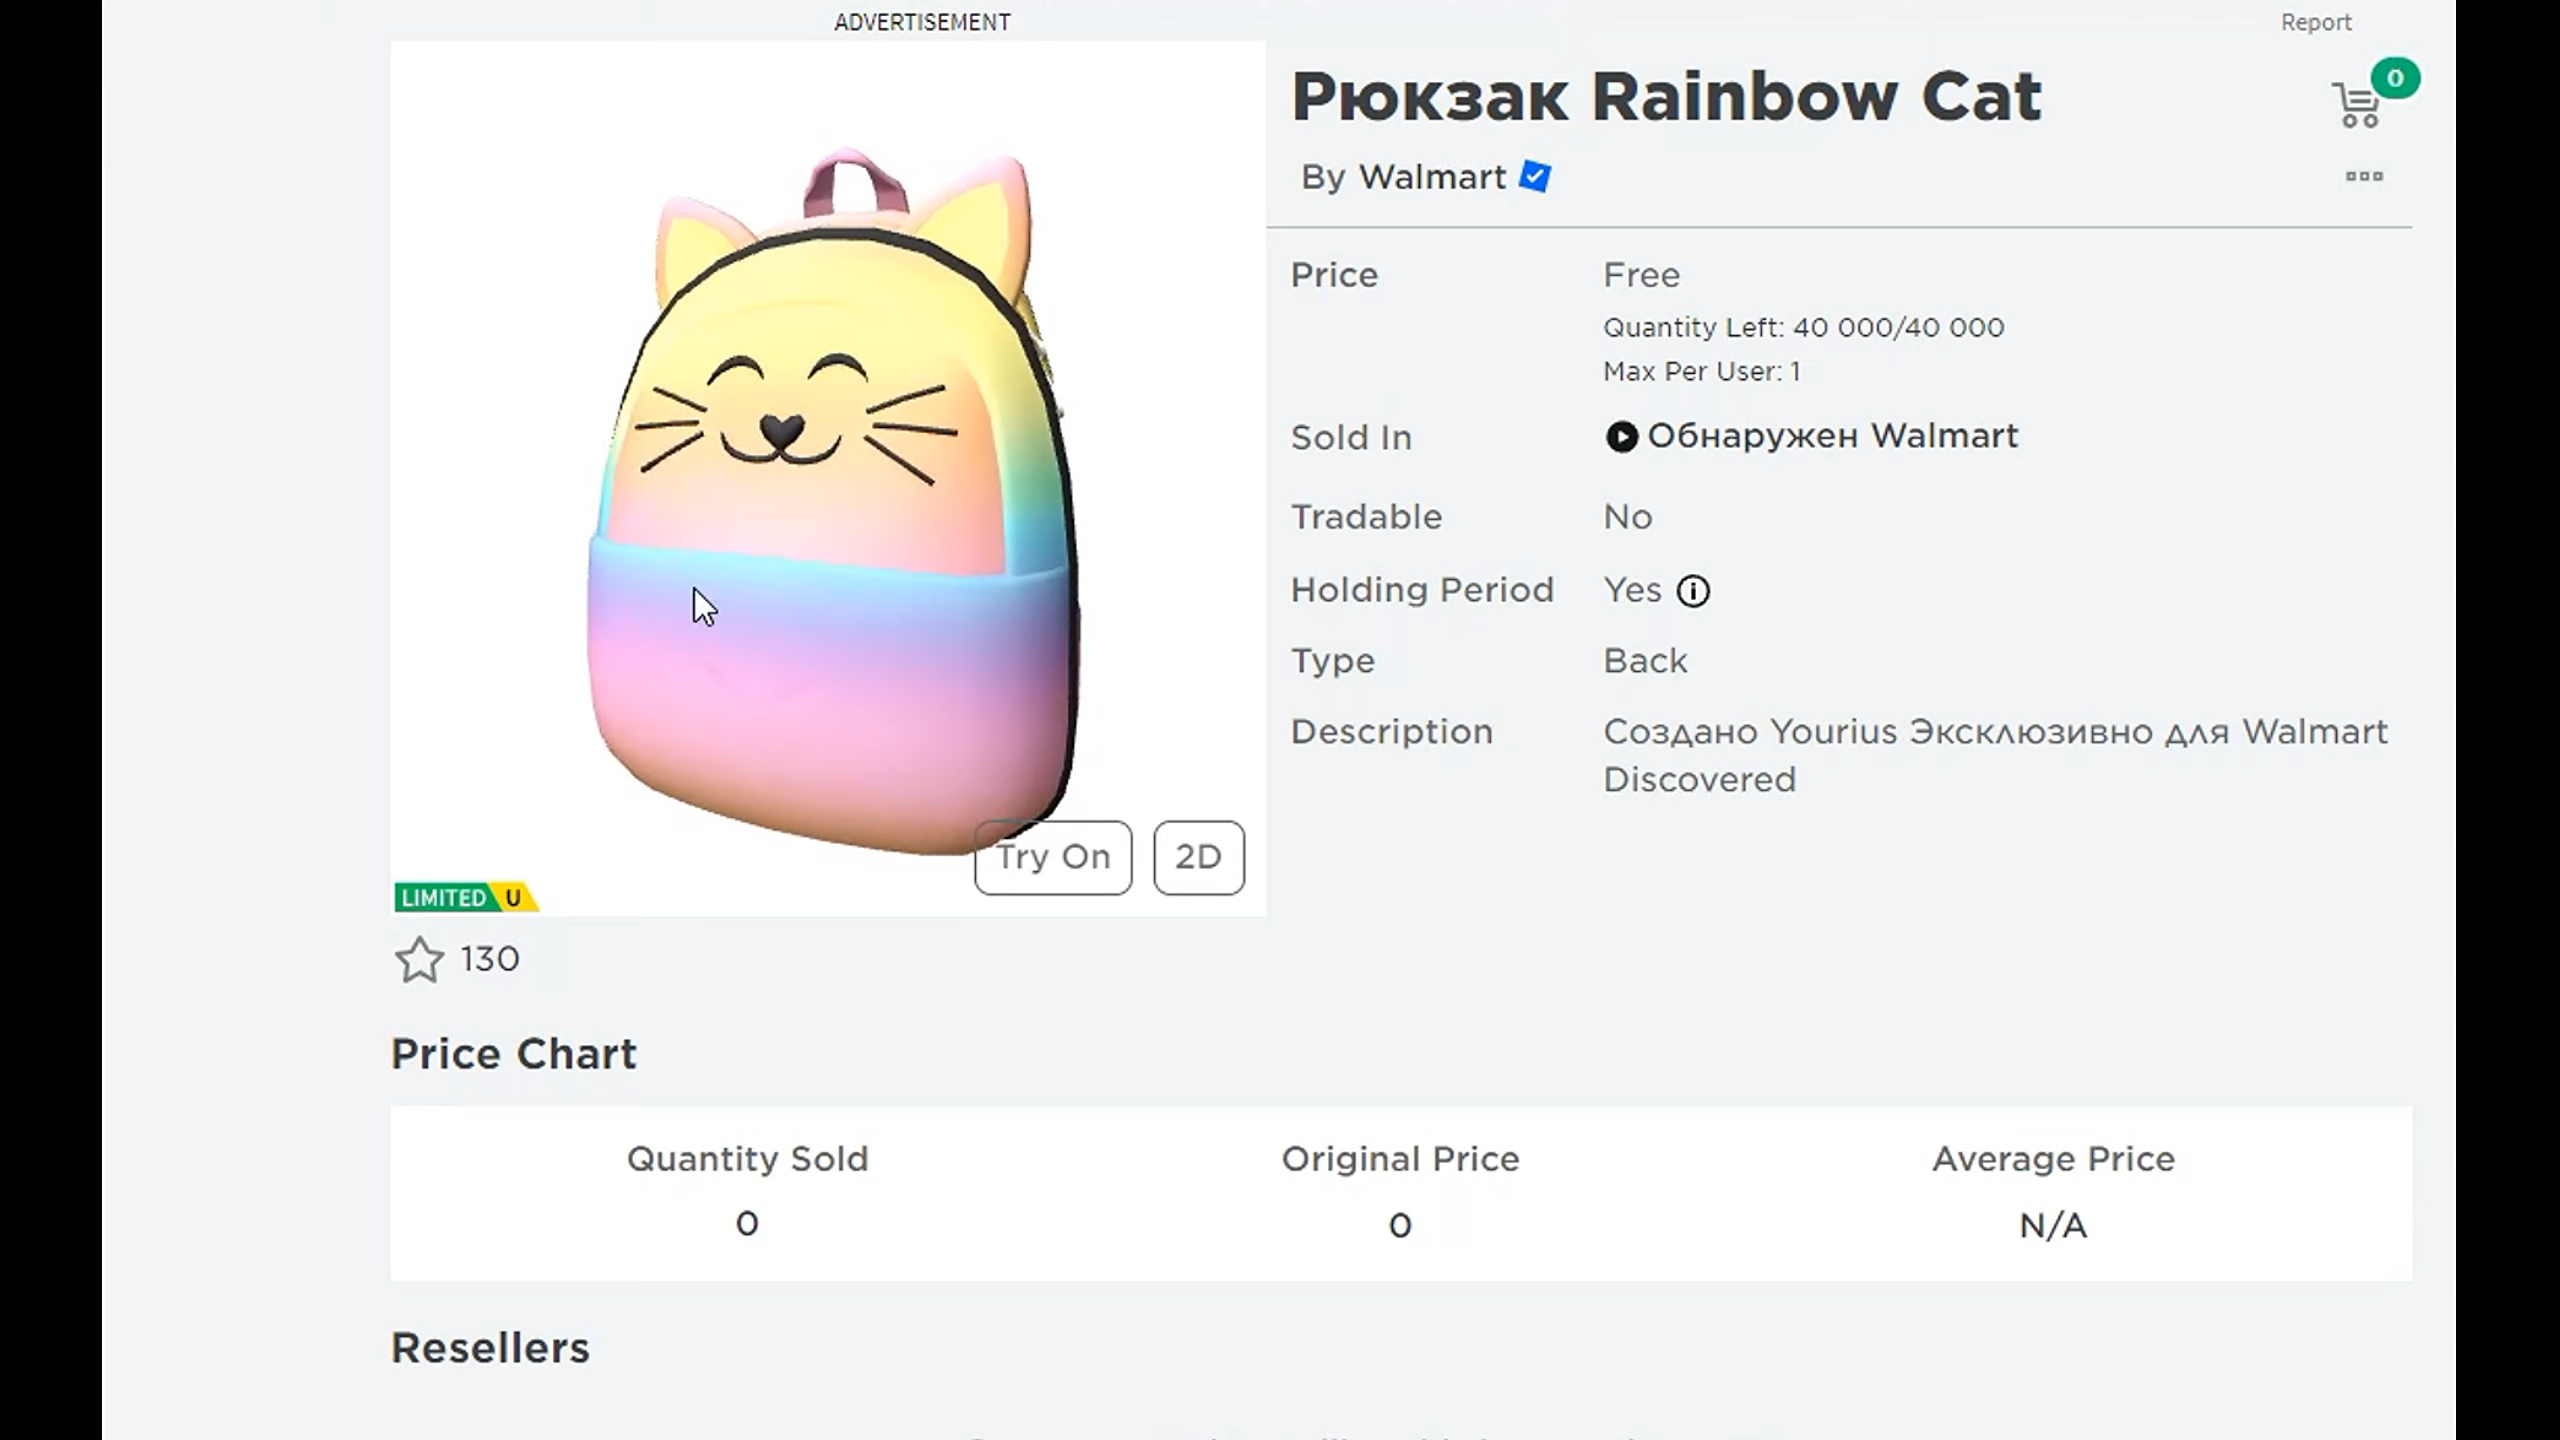 ADVERTISEMENT
Report
Рюкзак Rainbow Cat
0
By Walmart
Price
Free
Quantity Left: 40 000/40 000
Max Per User: 1
Sold In
Обнаружен Walmart
Tradable
No
Holding Period
Yes
Type
Back
Description
Создано Yourius Эксклюзивно для Walmart
Discovered
Try On
2D
LIMITED U
130
Price Chart
Quantity Sold
Original Price
Average Price
0
0
N/A
Resellers